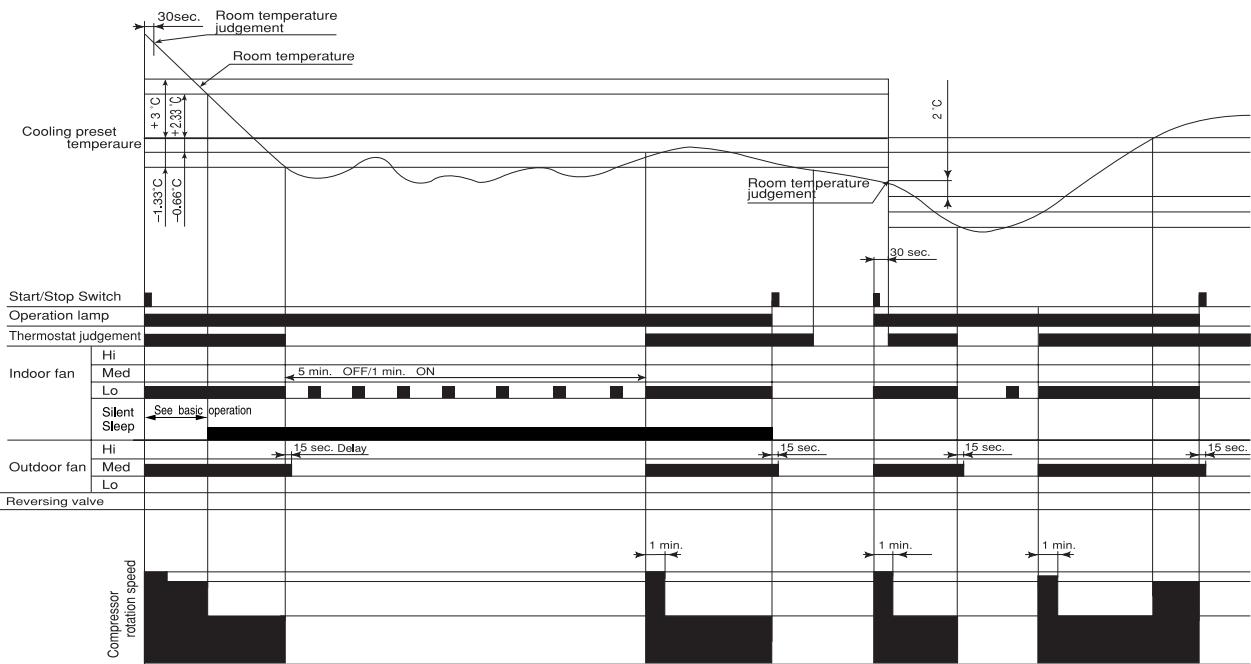 30sec.
Room temperature
judgement
Room temperature
+ 3 °C
+2.33 °C
2 °C
Cooling preset
temperaure
−1.33°C
−0.66°C
Room temperature
judgement
30 sec.
Start/Stop Switch
Operation lamp
Thermostat judgement
Indoor fan
Hi
Med
5 min. OFF/1 min. ON
Lo
Silent
Sleep
See basic operation
Outdoor fan
Hi
15 sec. Delay
15 sec.
15 sec.
15 sec.
Med
Lo
Reversing valve
1 min.
1 min.
1 min.
Compressor
rotation speed